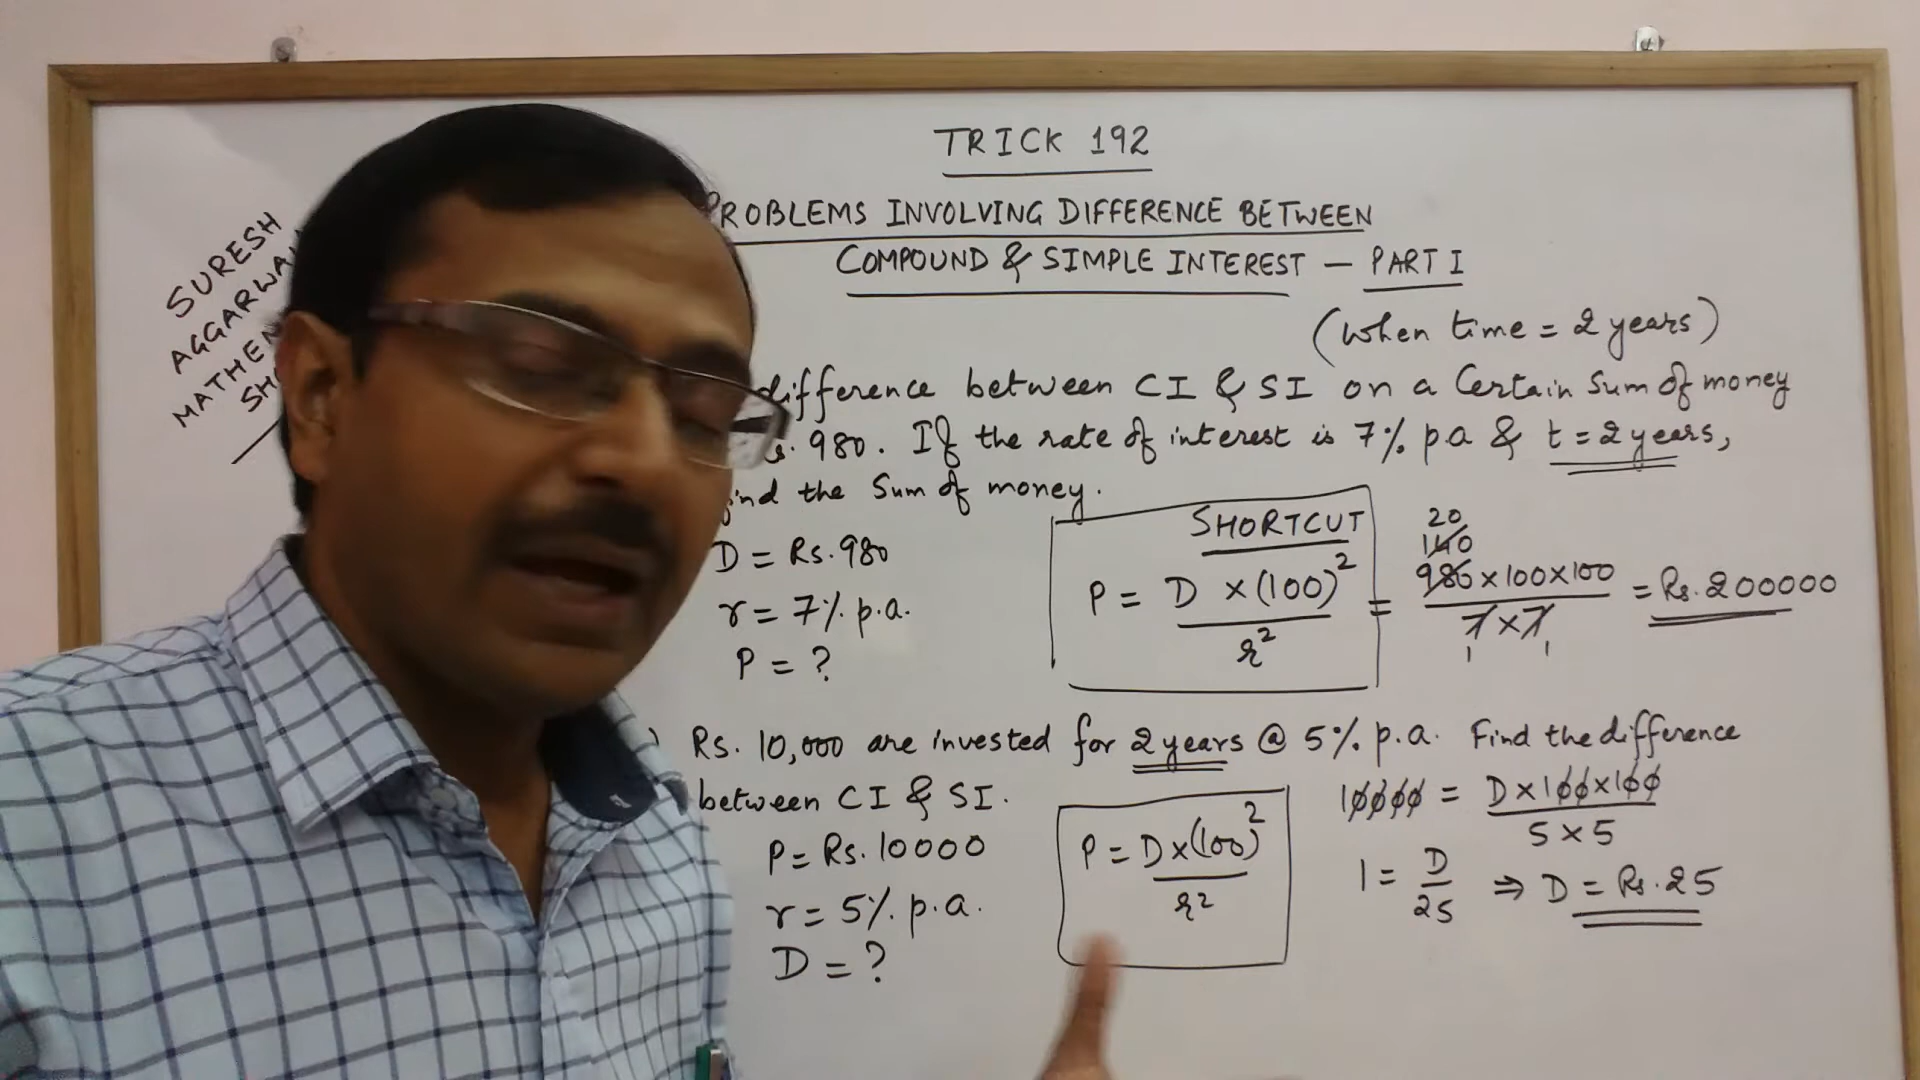 TRICK 192
PROBLEMS INVOLVING DIFFERENCE BETWEEN
COMPOUND & SIMPLE INTEREST — PART I
(When time = 2 years)
SURESH
AGGARWAL
difference between CI & SI on a Certain Sum of money
Rs. 980. If the rate of interest is 7% p.a & t = 2 years,
find the Sum of money.
D = Rs. 980
r = 7% p.a.
P = ?
SHORTCUT
P = D × (100)² / r² = 980 × 100 × 100 / 7 × 7 = Rs. 200000
140
20
1 1
) Rs. 10,000 are invested for 2 years @ 5% p.a. Find the difference
between CI & SI.
P = Rs. 10000
r = 5% p.a.
D = ?
P = D × (100)² / r²
10000 = D × 100 × 100 / 5 × 5
1 = D / 25 ⇒ D = Rs. 25